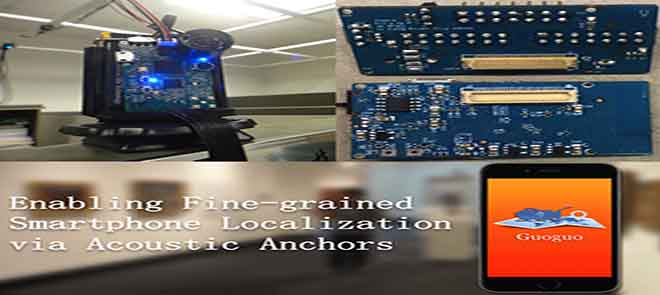 Enabling Fine-grained
Smartphone Localization
via Acoustic Anchors
Guoguo